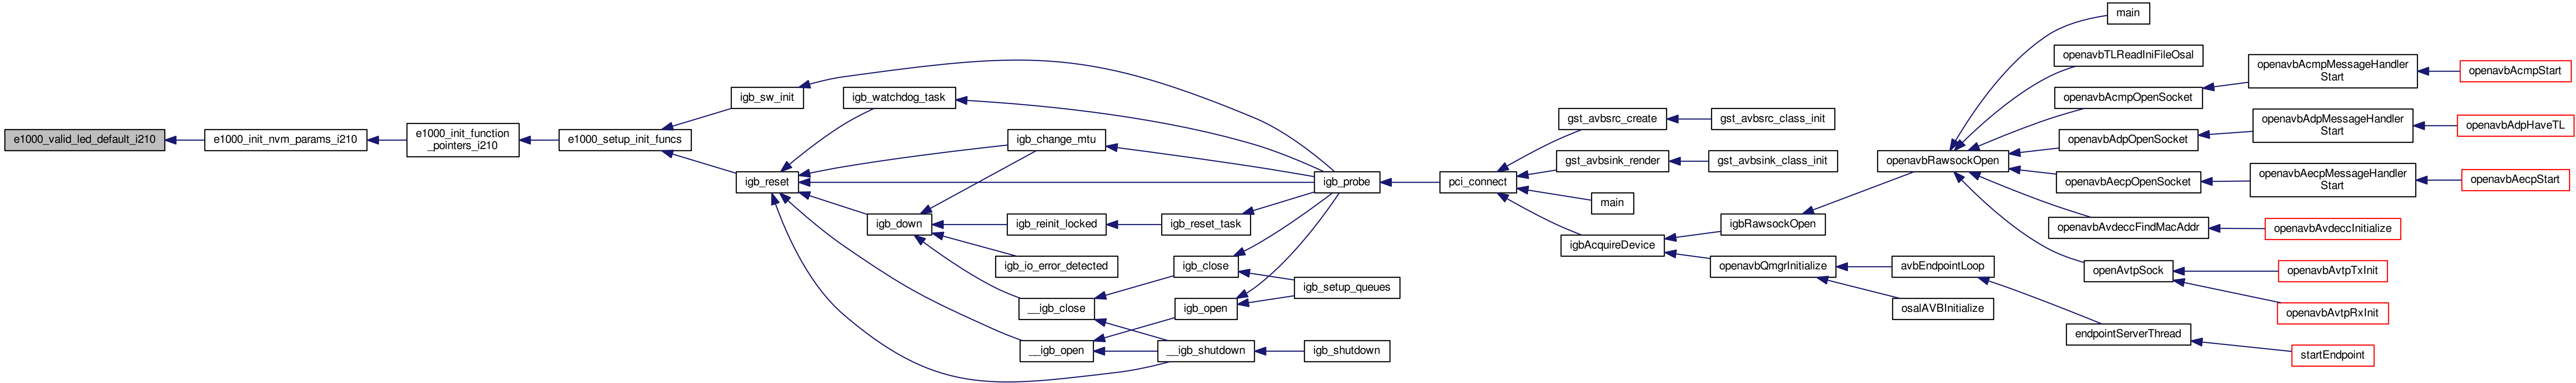 e1000_valid_led_default_i210
e1000_init_nvm_params_i210
e1000_init_function
_pointers_i210
e1000_setup_init_funcs
igb_sw_init
igb_reset
igb_watchdog_task
igb_change_mtu
igb_down
igb_reinit_locked
igb_reset_task
igb_io_error_detected
__igb_close
__igb_open
igb_close
igb_open
__igb_shutdown
igb_probe
igb_setup_queues
igb_shutdown
pci_connect
gst_avbsrc_create
gst_avbsrc_class_init
gst_avbsink_render
gst_avbsink_class_init
main
igbAcquireDevice
igbRawsockOpen
openavbQmgrInitialize
avbEndpointLoop
osalAVBInitialize
openavbRawsockOpen
main
openavbTLReadIniFileOsal
openavbAcmpOpenSocket
openavbAcmpMessageHandler
Start
openavbAcmpStart
openavbAdpOpenSocket
openavbAdpMessageHandler
Start
openavbAdpHaveTL
openavbAecpOpenSocket
openavbAecpMessageHandler
Start
openavbAecpStart
openavbAvdeccFindMacAddr
openavbAvdeccInitialize
openAvtpSock
openavbAvtpTxInit
openavbAvtpRxInit
endpointServerThread
startEndpoint